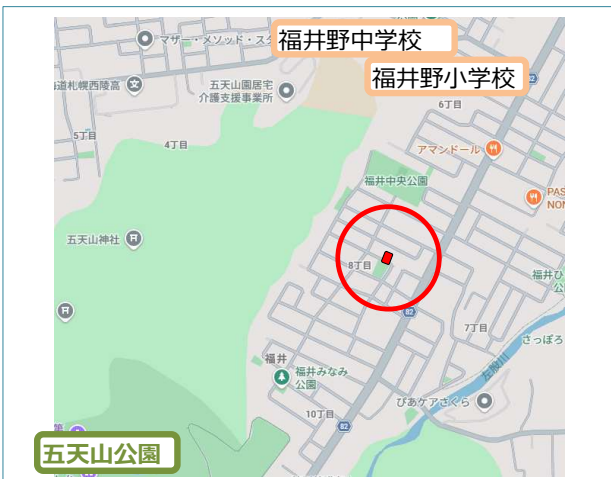 マザー・メソッド・スタ
福井野中学校
福井野小学校
道札幌西陵高
五天山園居宅
介護支援事業所
82
6丁目
5丁目
4丁目
アマンドール
福井中央公園
PAS
NON
五天山神社
8丁目
福井ひ
公
82
7丁目
さっぽろ
福井
福井みなみ
公園
左股川
ぴあケアさくら
10丁目
82
五天山公園